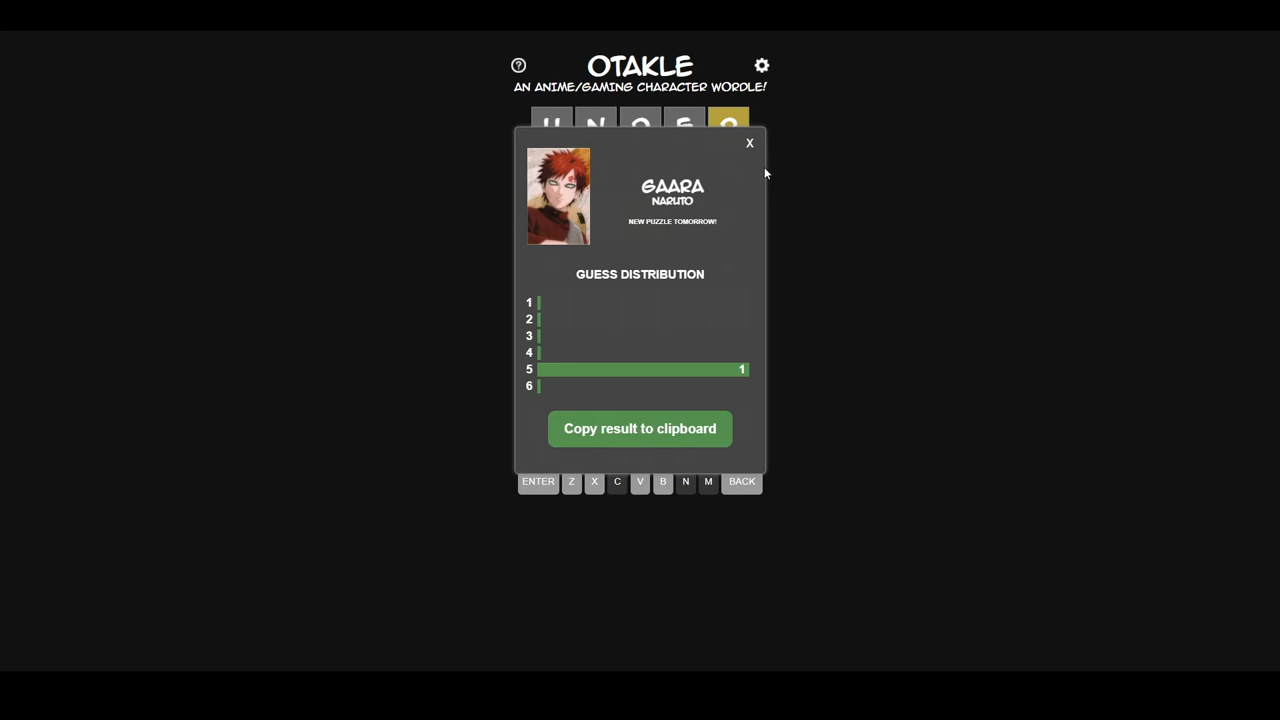 ?
OTAKLE
AN ANIME/GAMING CHARACTER WORDLE!
X
GAARA
NARUTO
NEW PUZZLE TOMORROW!
GUESS DISTRIBUTION
1
2
3
4
5 1
6
Copy result to clipboard
ENTER Z X C V B N M BACK